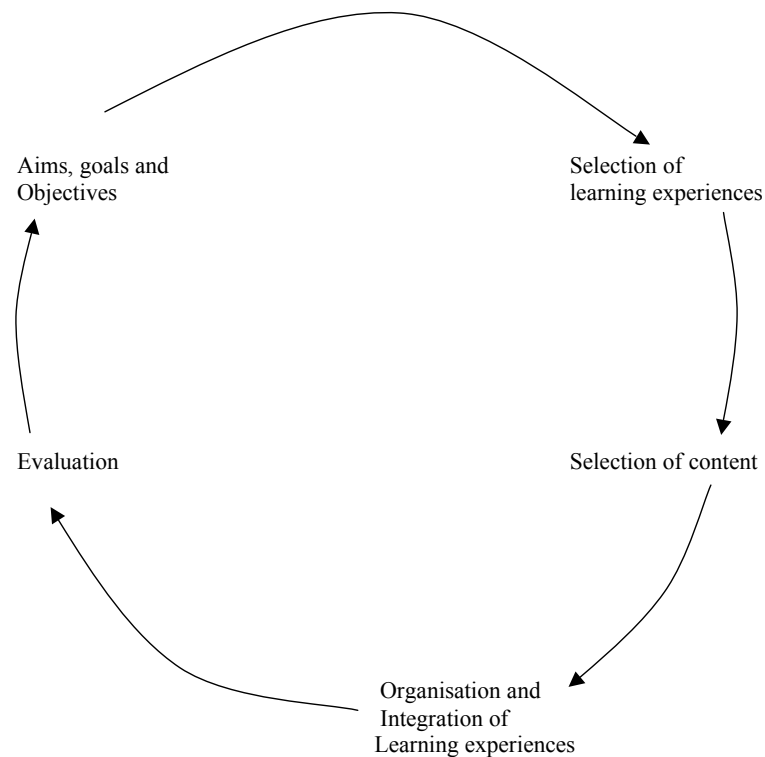 Aims, goals and
Objectives
Selection of
learning experiences
Evaluation
Selection of content
Organisation and
Integration of
Learning experiences